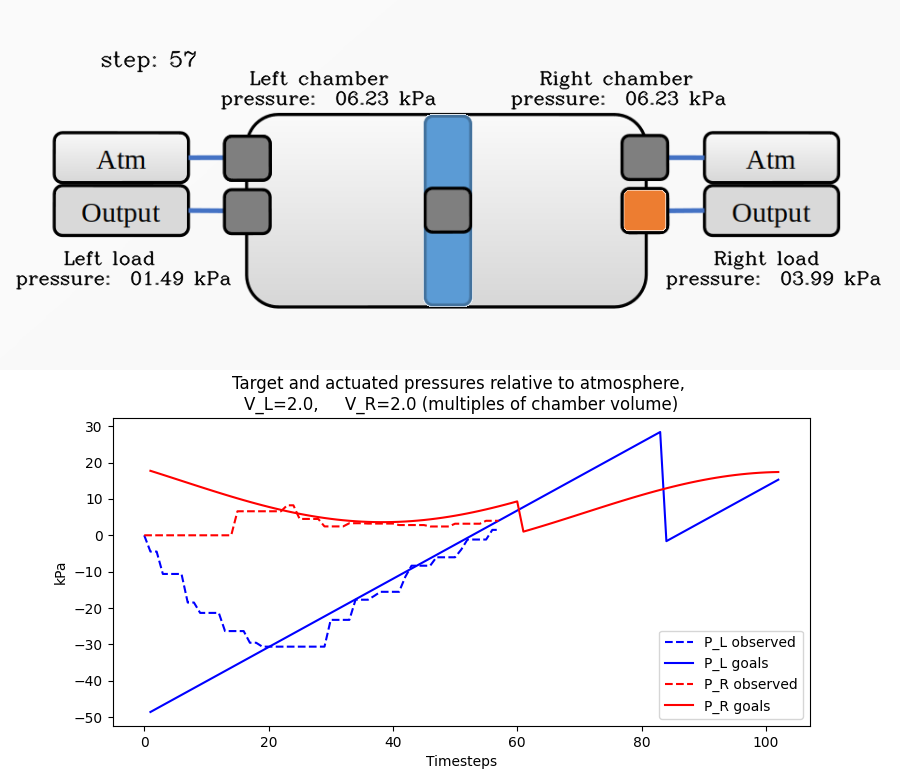 step: 57
Left chamber
pressure: 06.23 kPa
Right chamber
pressure: 06.23 kPa
Atm
Output
Atm
Output
Left load
pressure: 01.49 kPa
Right load
pressure: 03.99 kPa
Target and actuated pressures relative to atmosphere,
V_L=2.0, V_R=2.0 (multiples of chamber volume)
30
20
10
0
−10
−20
−30
−40
−50
kPa
0 20 40 60 80 100
Timesteps
P_L observed
P_L goals
P_R observed
P_R goals